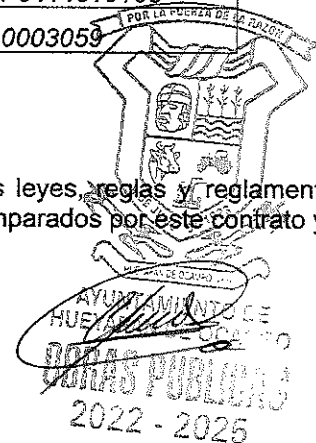 0003059
POR LA FUERZA DE LA RAZON
s leyes, reglas y reglament
mparados por este contrato y
AYUNTAMIENTO DE
OBRAS PÚBLICAS
2022 - 2025